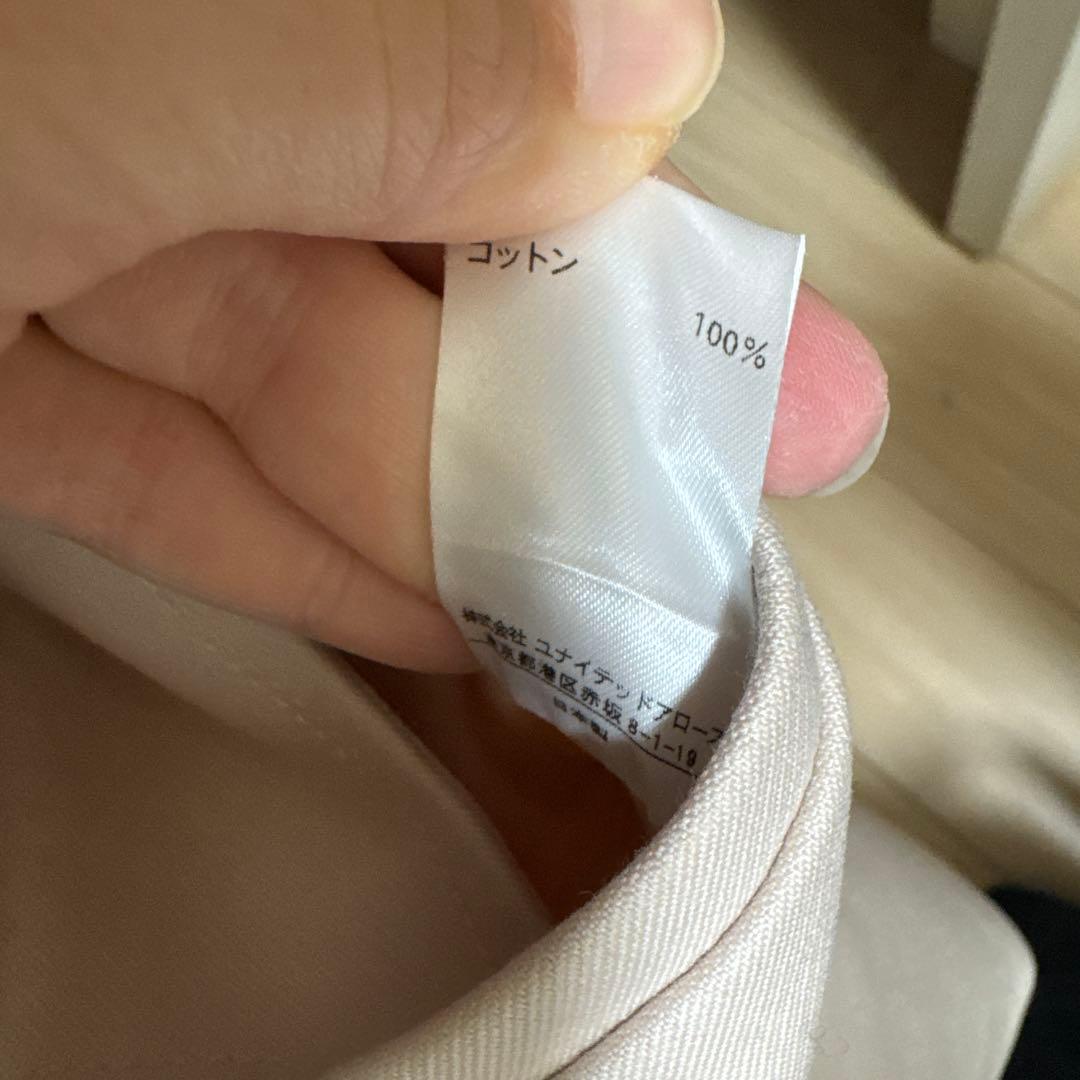 コットン
100%
株式会社 ユナイテッドアローズ
東京都港区赤坂8-1-19
日本製